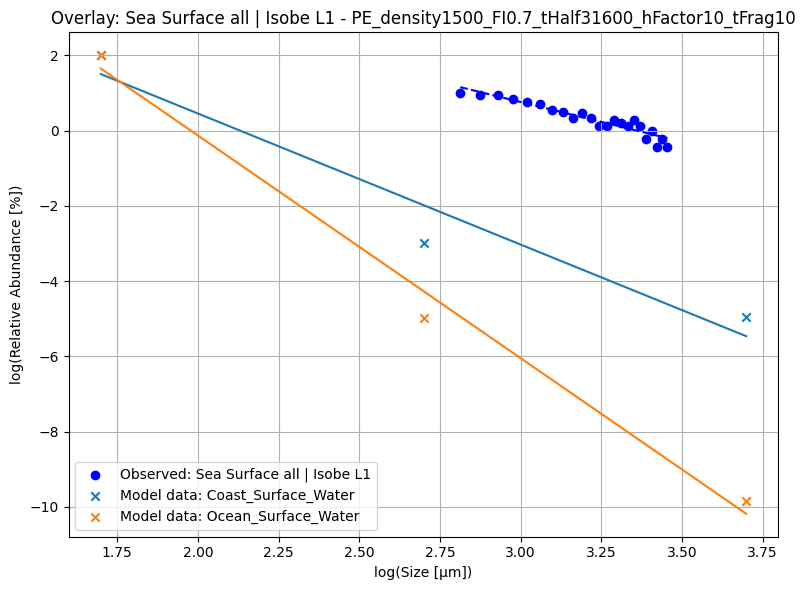 Overlay: Sea Surface all | Isobe L1 - PE_density1500_FI0.7_tHalf31600_hFactor10_tFrag10
log(Relative Abundance [%])
2
0
−2
−4
−6
−8
−10
Observed: Sea Surface all | Isobe L1
Model data: Coast_Surface_Water
Model data: Ocean_Surface_Water
1.75 2.00 2.25 2.50 2.75 3.00 3.25 3.50 3.75
log(Size [μm])